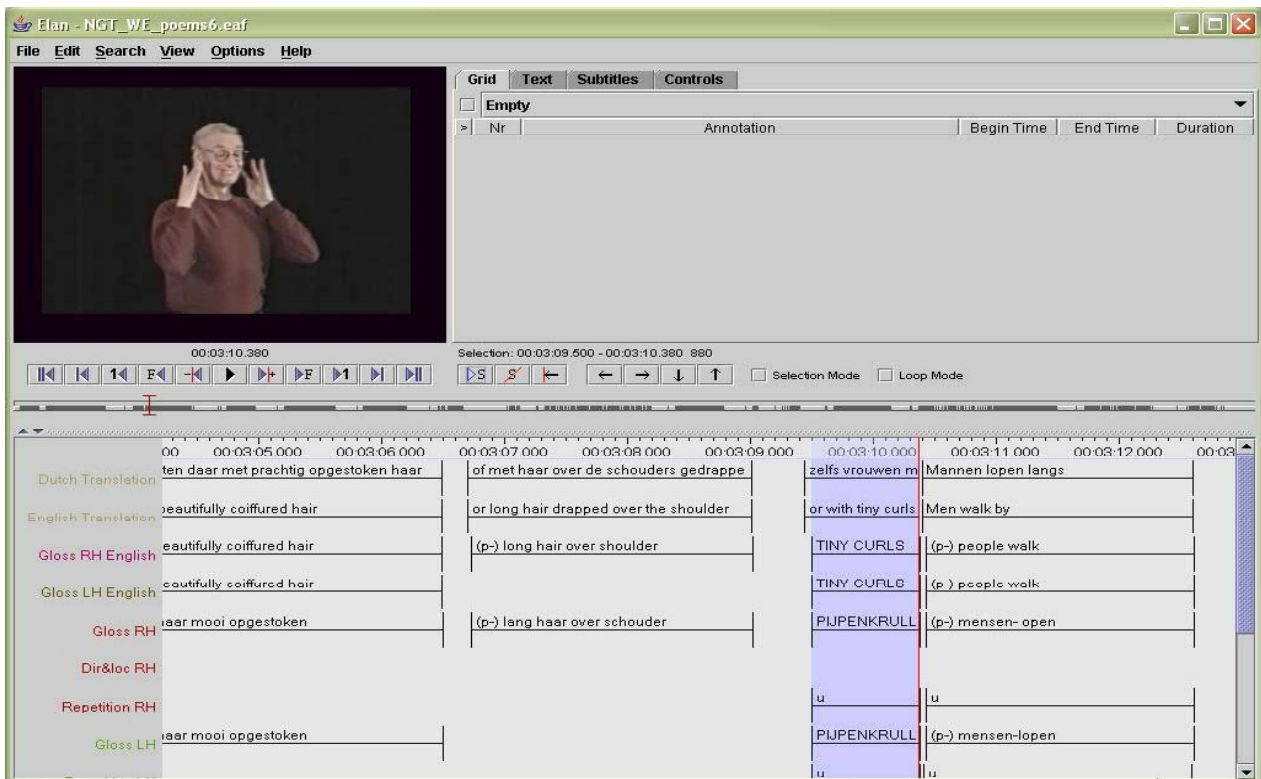 Elan - NGT_WE_poems6.eaf
File Edit Search View Options Help
Grid Text Subtitles Controls
Empty
> Nr Annotation Begin Time End Time Duration
00:03:10.380
Selection: 00:03:09.500 - 00:03:10.380 880
1 F + F 1
S S Selection Mode Loop Mode
00 00:03:05.000 00:03:06.000 00:03:07.000 00:03:08.000 00:03:09.000 00:03:10.000 00:03:11.000 00:03:12.000 00:03
Dutch Translation ten daar met prachtig opgestoken haar of met haar over de schouders gedrappe zelfs vrouwen m Mannen lopen langs
English Translation beautifully coiffured hair or long hair drapped over the shoulder or with tiny curls Men walk by
Gloss RH English eautifully coiffured hair (p-) long hair over shoulder TINY CURLS (p-) people walk
Gloss LH English eautifully coiffured hair TINY CURLS (p-) people walk
Gloss RH haar mooi opgestoken (p-) lang haar over schouder PIJPENKRULL (p-) mensen- open
Dir&loc RH
Repetition RH u u
Gloss LH haar mooi opgestoken PIJPENKRULL (p-) mensen-lopen
u u